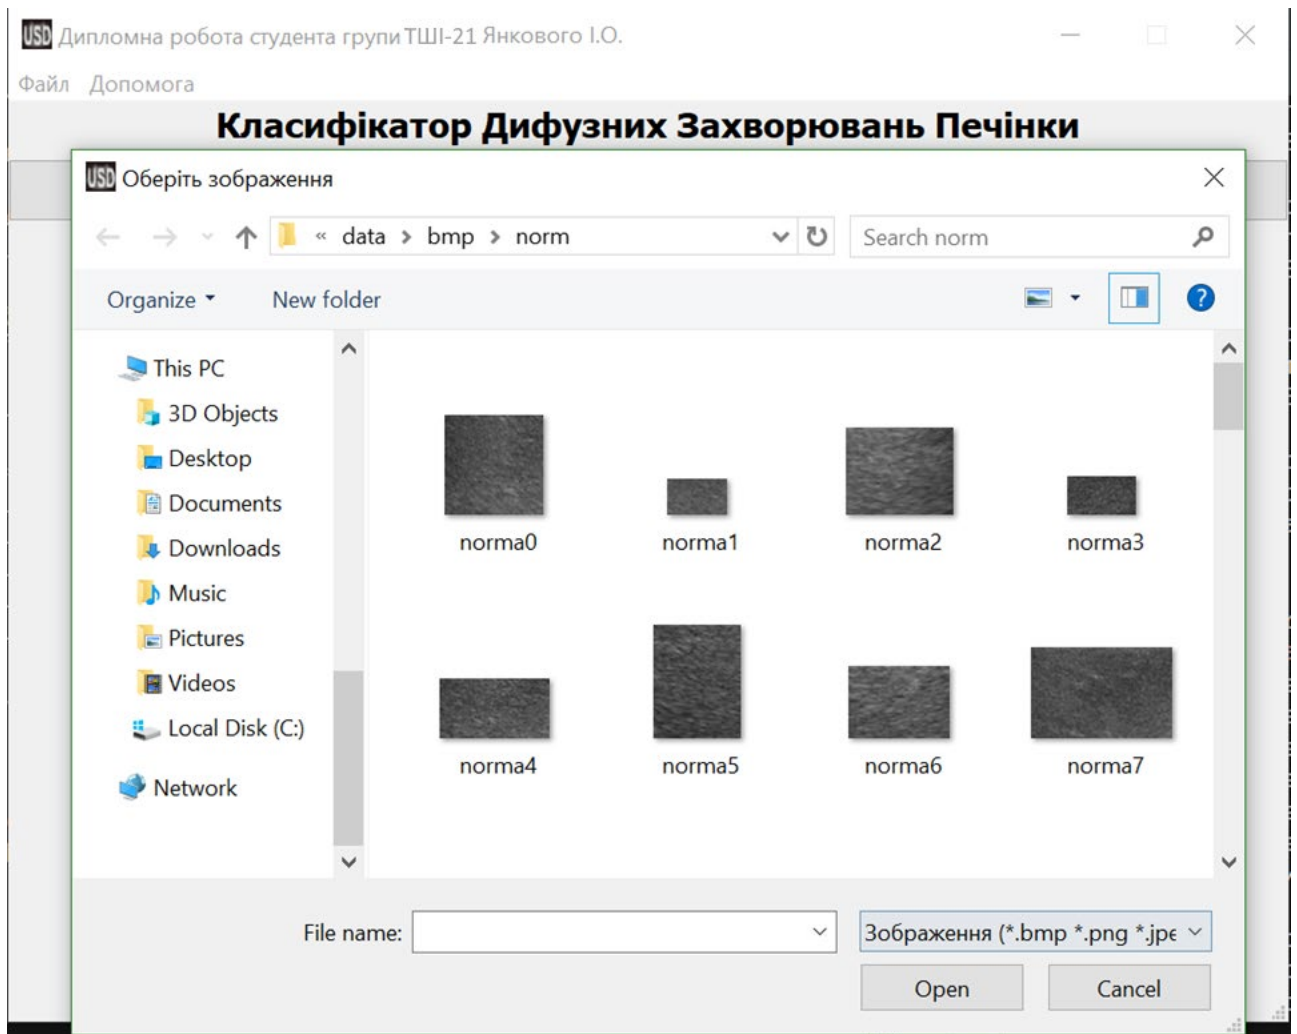 USD Дипломна робота студента групи ТШІ-21 Янкового І.О.
Файл Допомога
Класифікатор Дифузних Захворювань Печінки
USD Оберіть зображення
« data > bmp > norm
Search norm
Organize New folder
This PC
3D Objects
Desktop
Documents
Downloads
Music
Pictures
Videos
Local Disk (C:)
Network
norma0 norma1 norma2 norma3
norma4 norma5 norma6 norma7
File name:
Зображення (*.bmp *.png *.jpe
Open Cancel